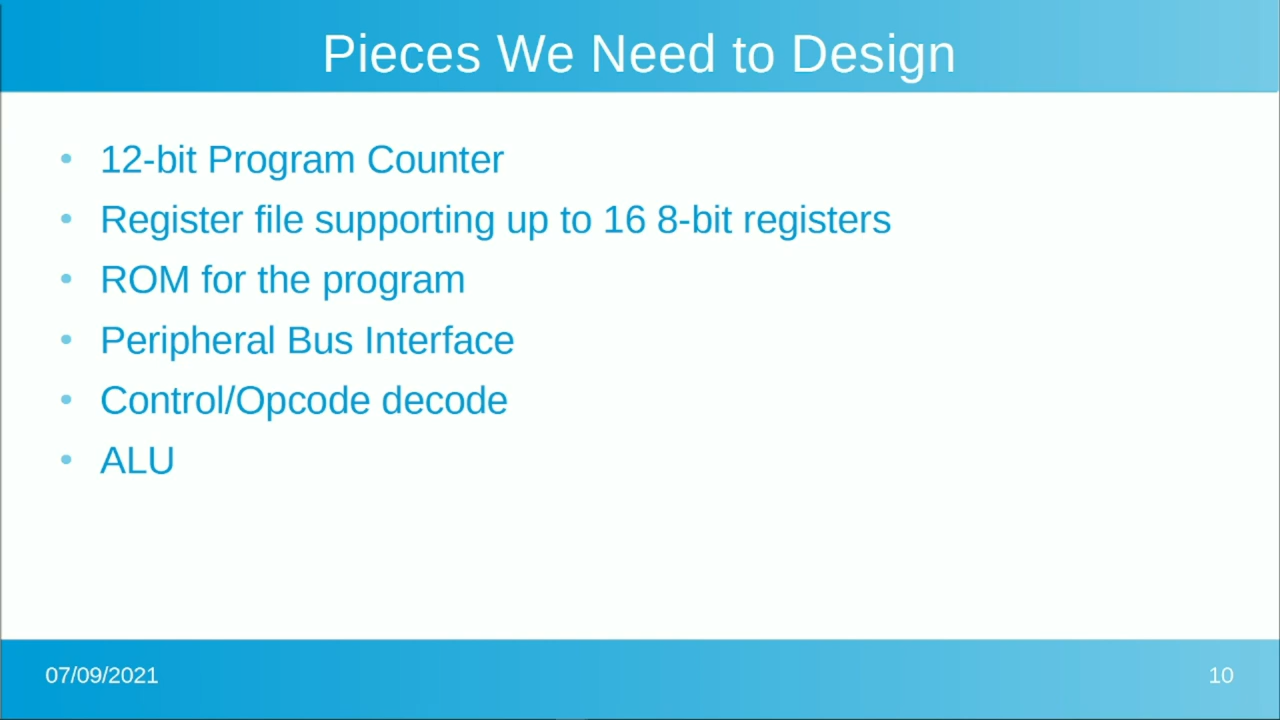 Pieces We Need to Design
• 12-bit Program Counter
• Register file supporting up to 16 8-bit registers
• ROM for the program
• Peripheral Bus Interface
• Control/Opcode decode
• ALU
07/09/2021
10